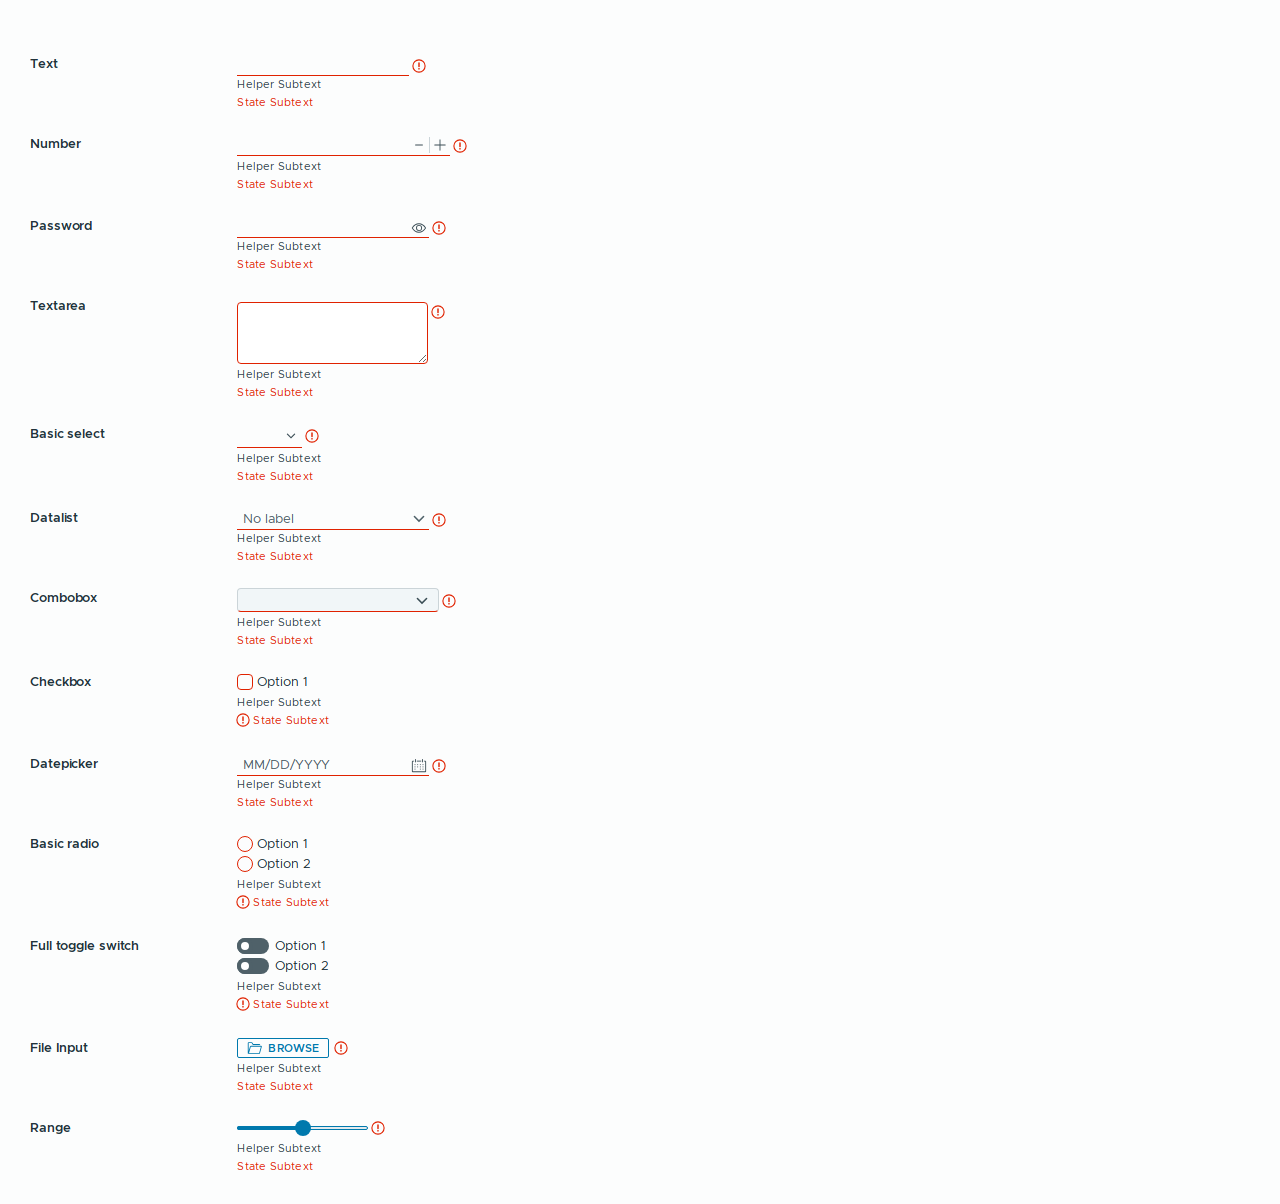 Text
Helper Subtext
State Subtext
Number
Helper Subtext
State Subtext
Password
Helper Subtext
State Subtext
Textarea
Helper Subtext
State Subtext
Basic select
Helper Subtext
State Subtext
Datalist
No label
Helper Subtext
State Subtext
Combobox
Helper Subtext
State Subtext
Checkbox
Option 1
Helper Subtext
State Subtext
Datepicker
MM/DD/YYYY
Helper Subtext
State Subtext
Basic radio
Option 1
Option 2
Helper Subtext
State Subtext
Full toggle switch
Option 1
Option 2
Helper Subtext
State Subtext
File Input
BROWSE
Helper Subtext
State Subtext
Range
Helper Subtext
State Subtext